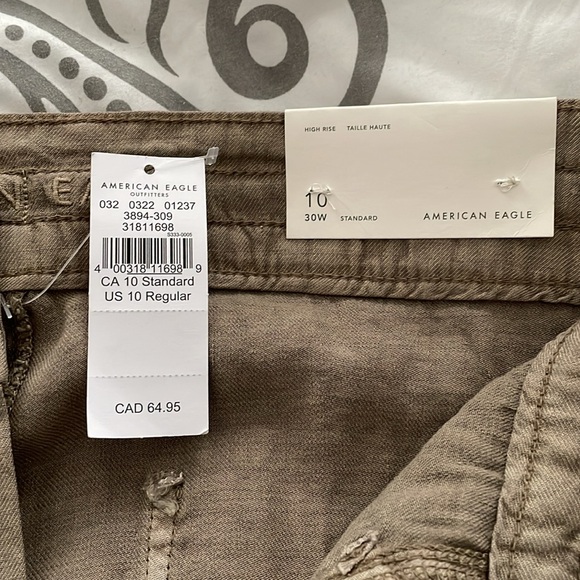 HIGH RISE TAILLE HAUTE
10
30W STANDARD AMERICAN EAGLE
AMERICAN EAGLE
OUTFITTERS
032 0322 01237
3894-309
31811698
S333-0005
4 00318 11698 9
CA 10 Standard
US 10 Regular
CAD 64.95
N E